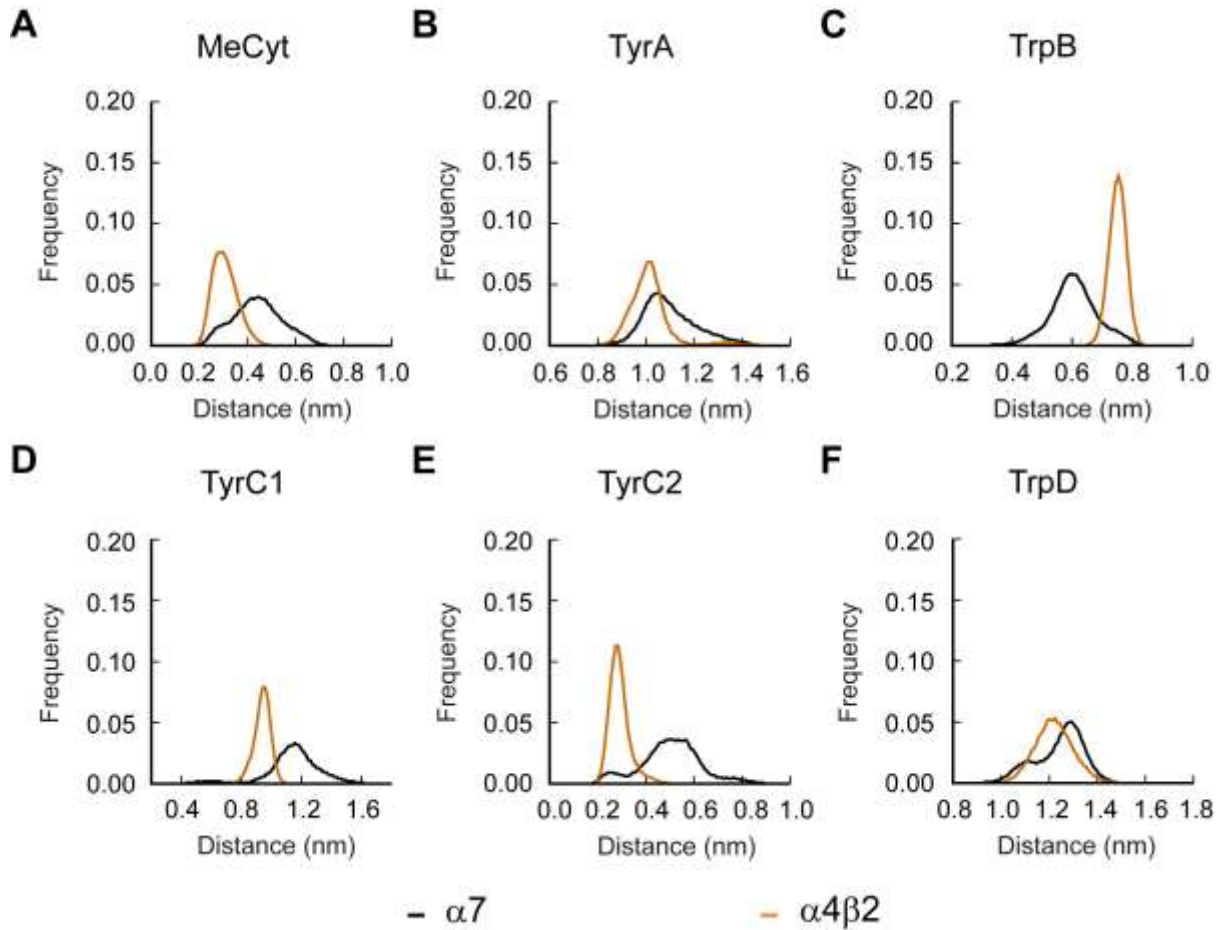 A
MeCyt
B
TyrA
C
TrpB
Frequency
0.20
0.15
0.10
0.05
0.00
0.0 0.2 0.4 0.6 0.8 1.0
Distance (nm)
Frequency
0.20
0.15
0.10
0.05
0.00
0.6 0.8 1.0 1.2 1.4 1.6
Distance (nm)
Frequency
0.20
0.15
0.10
0.05
0.00
0.2 0.4 0.6 0.8 1.0
Distance (nm)
D
TyrC1
E
TyrC2
F
TrpD
Frequency
0.20
0.15
0.10
0.05
0.00
0.4 0.8 1.2 1.6
Distance (nm)
Frequency
0.20
0.15
0.10
0.05
0.00
0.0 0.2 0.4 0.6 0.8 1.0
Distance (nm)
Frequency
0.20
0.15
0.10
0.05
0.00
0.8 1.0 1.2 1.4 1.6 1.8
Distance (nm)
α7
α4β2